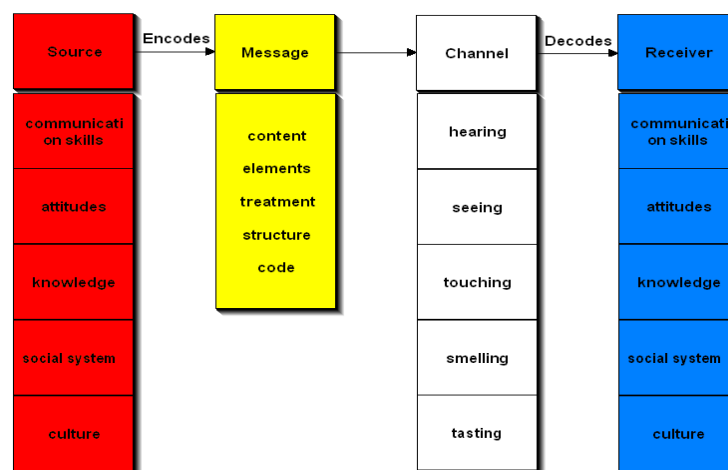 Source
Encodes
Message
Channel
Decodes
Receiver
communicati
on skills
attitudes
knowledge
social system
culture
content
elements
treatment
structure
code
hearing
seeing
touching
smelling
tasting
communicati
on skills
attitudes
knowledge
social system
culture